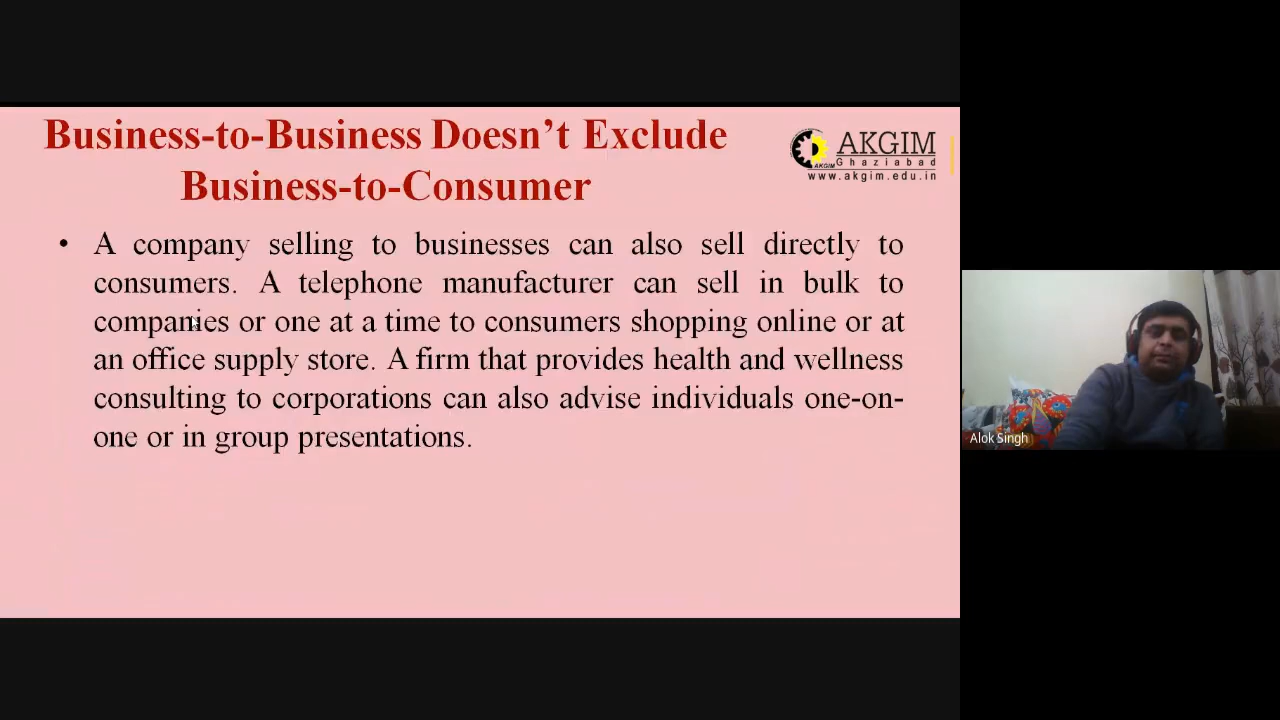 Business-to-Business Doesn’t Exclude
Business-to-Consumer
AKGIM
Ghaziabad
www.akgim.edu.in
AKGIM
• A company selling to businesses can also sell directly to
consumers. A telephone manufacturer can sell in bulk to
companies or one at a time to consumers shopping online or at
an office supply store. A firm that provides health and wellness
consulting to corporations can also advise individuals one-on-
one or in group presentations.
Alok Singh